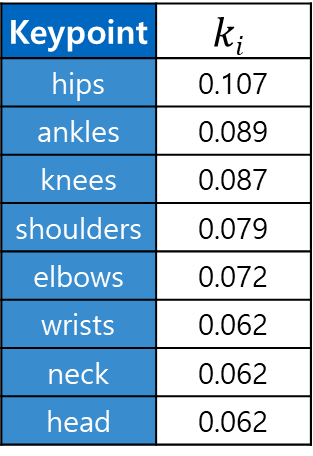 Keypoint k_i
hips 0.107
ankles 0.089
knees 0.087
shoulders 0.079
elbows 0.072
wrists 0.062
neck 0.062
head 0.062